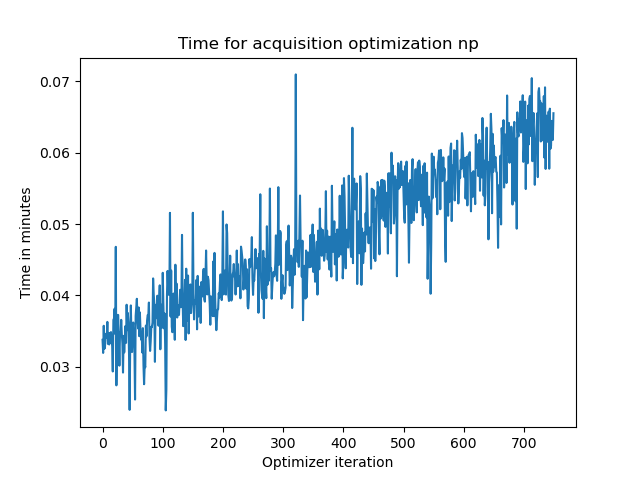 Time for acquisition optimization np
0.07
0.06
0.05
0.04
0.03
Time in minutes
0 100 200 300 400 500 600 700
Optimizer iteration